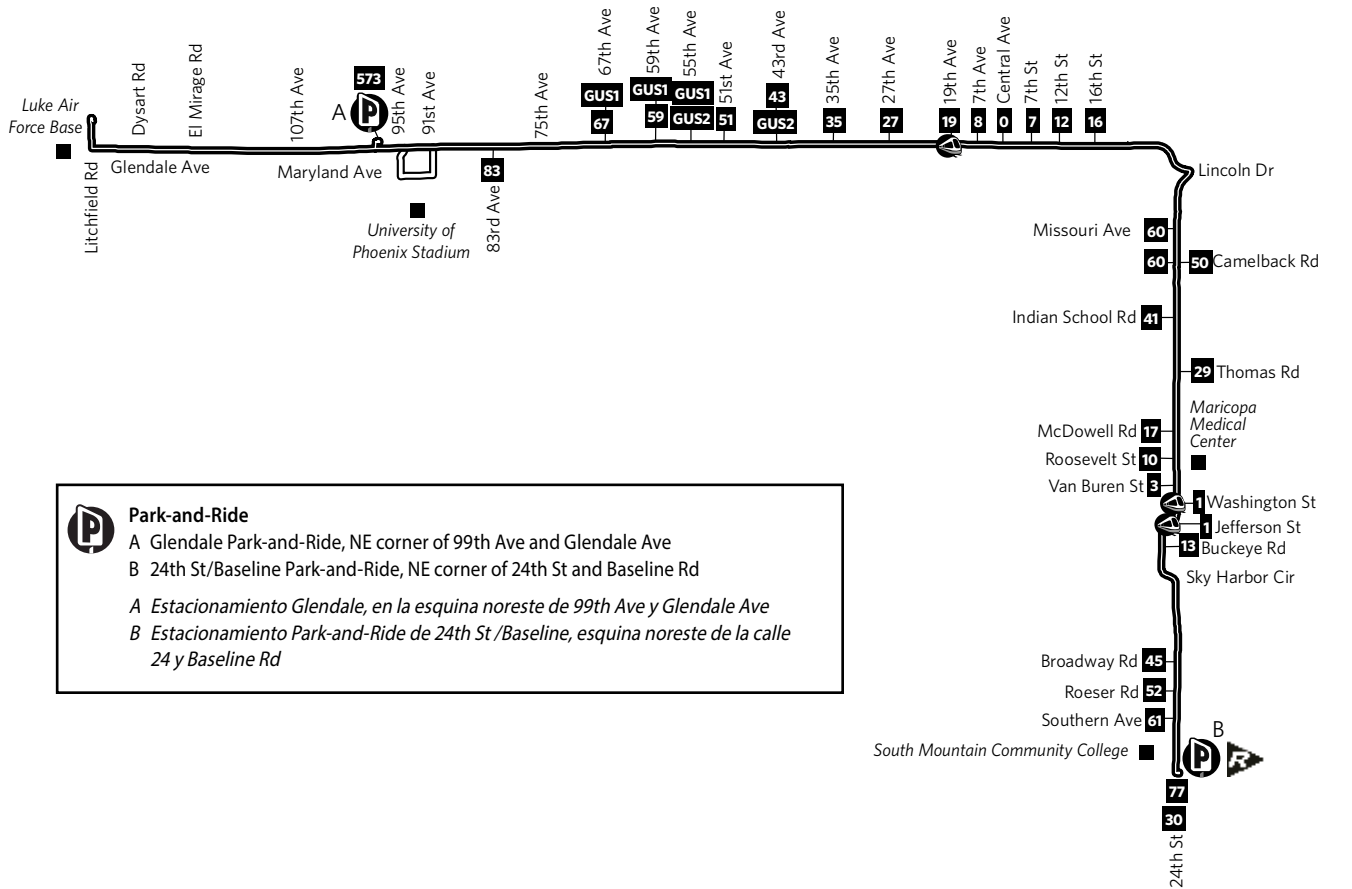 Luke Air
Force Base
Litchfield Rd
Dysart Rd
El Mirage Rd
Glendale Ave
107th Ave
Maryland Ave
573
A
95th Ave
91st Ave
University of
Phoenix Stadium
83
83rd Ave
75th Ave
67th Ave
GUS1
67
59th Ave
GUS1
59
55th Ave
GUS1
GUS2
51st Ave
51
43rd Ave
43
GUS2
35th Ave
35
27th Ave
27
19th Ave
19
7th Ave
8
Central Ave
0
7th St
7
12th St
12
16th St
16
Lincoln Dr
Missouri Ave 60
60 50 Camelback Rd
Indian School Rd 41
29 Thomas Rd
Maricopa
Medical
Center
McDowell Rd 17
Roosevelt St 10
Van Buren St 3
1 Washington St
1 Jefferson St
13 Buckeye Rd
Sky Harbor Cir
Broadway Rd 45
Roeser Rd 52
Southern Ave 61
South Mountain Community College
B
R
77
30
24th St
Park-and-Ride
A Glendale Park-and-Ride, NE corner of 99th Ave and Glendale Ave
B 24th St/Baseline Park-and-Ride, NE corner of 24th St and Baseline Rd
A Estacionamiento Glendale, en la esquina noreste de 99th Ave y Glendale Ave
B Estacionamiento Park-and-Ride de 24th St /Baseline, esquina noreste de la calle
24 y Baseline Rd